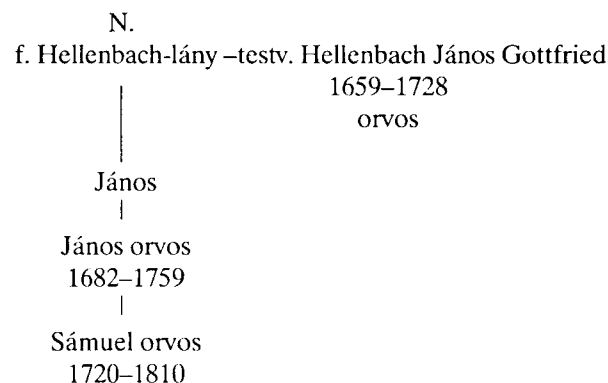 N.
f. Hellenbach-lány –testv. Hellenbach János Gottfried
1659–1728
orvos
János
János orvos
1682–1759
Sámuel orvos
1720–1810